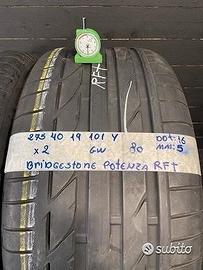 RFT
275 40 19 101 Y DOT-16
x2 GW 80 MM: 5
Bridgestone Potenza RFT
subito